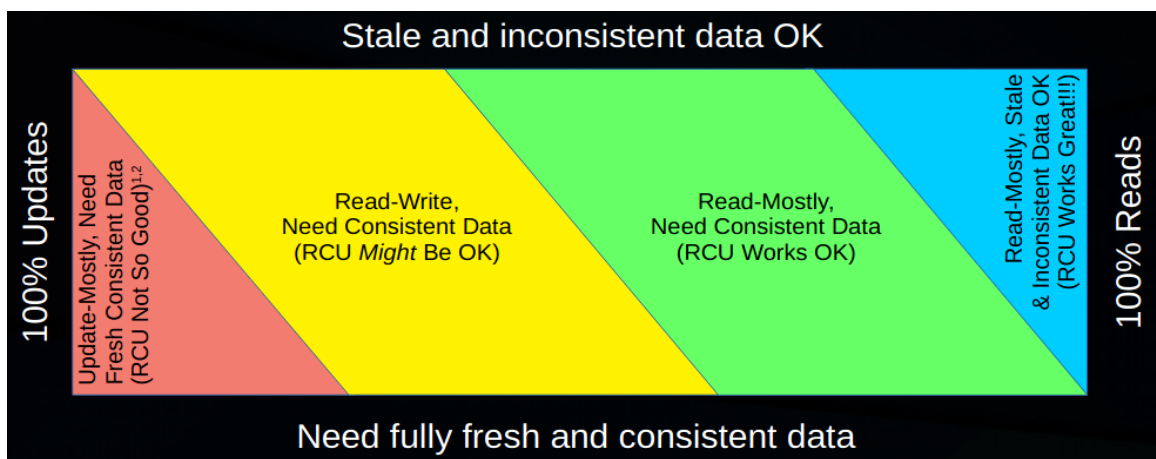 Stale and inconsistent data OK
100% Updates
Update-Mostly, Need
Fresh Consistent Data
(RCU Not So Good)1,2
Read-Write,
Need Consistent Data
(RCU Might Be OK)
Read-Mostly,
Need Consistent Data
(RCU Works OK)
Read-Mostly, Stale
& Inconsistent Data OK
(RCU Works Great!!!)
100% Reads
Need fully fresh and consistent data